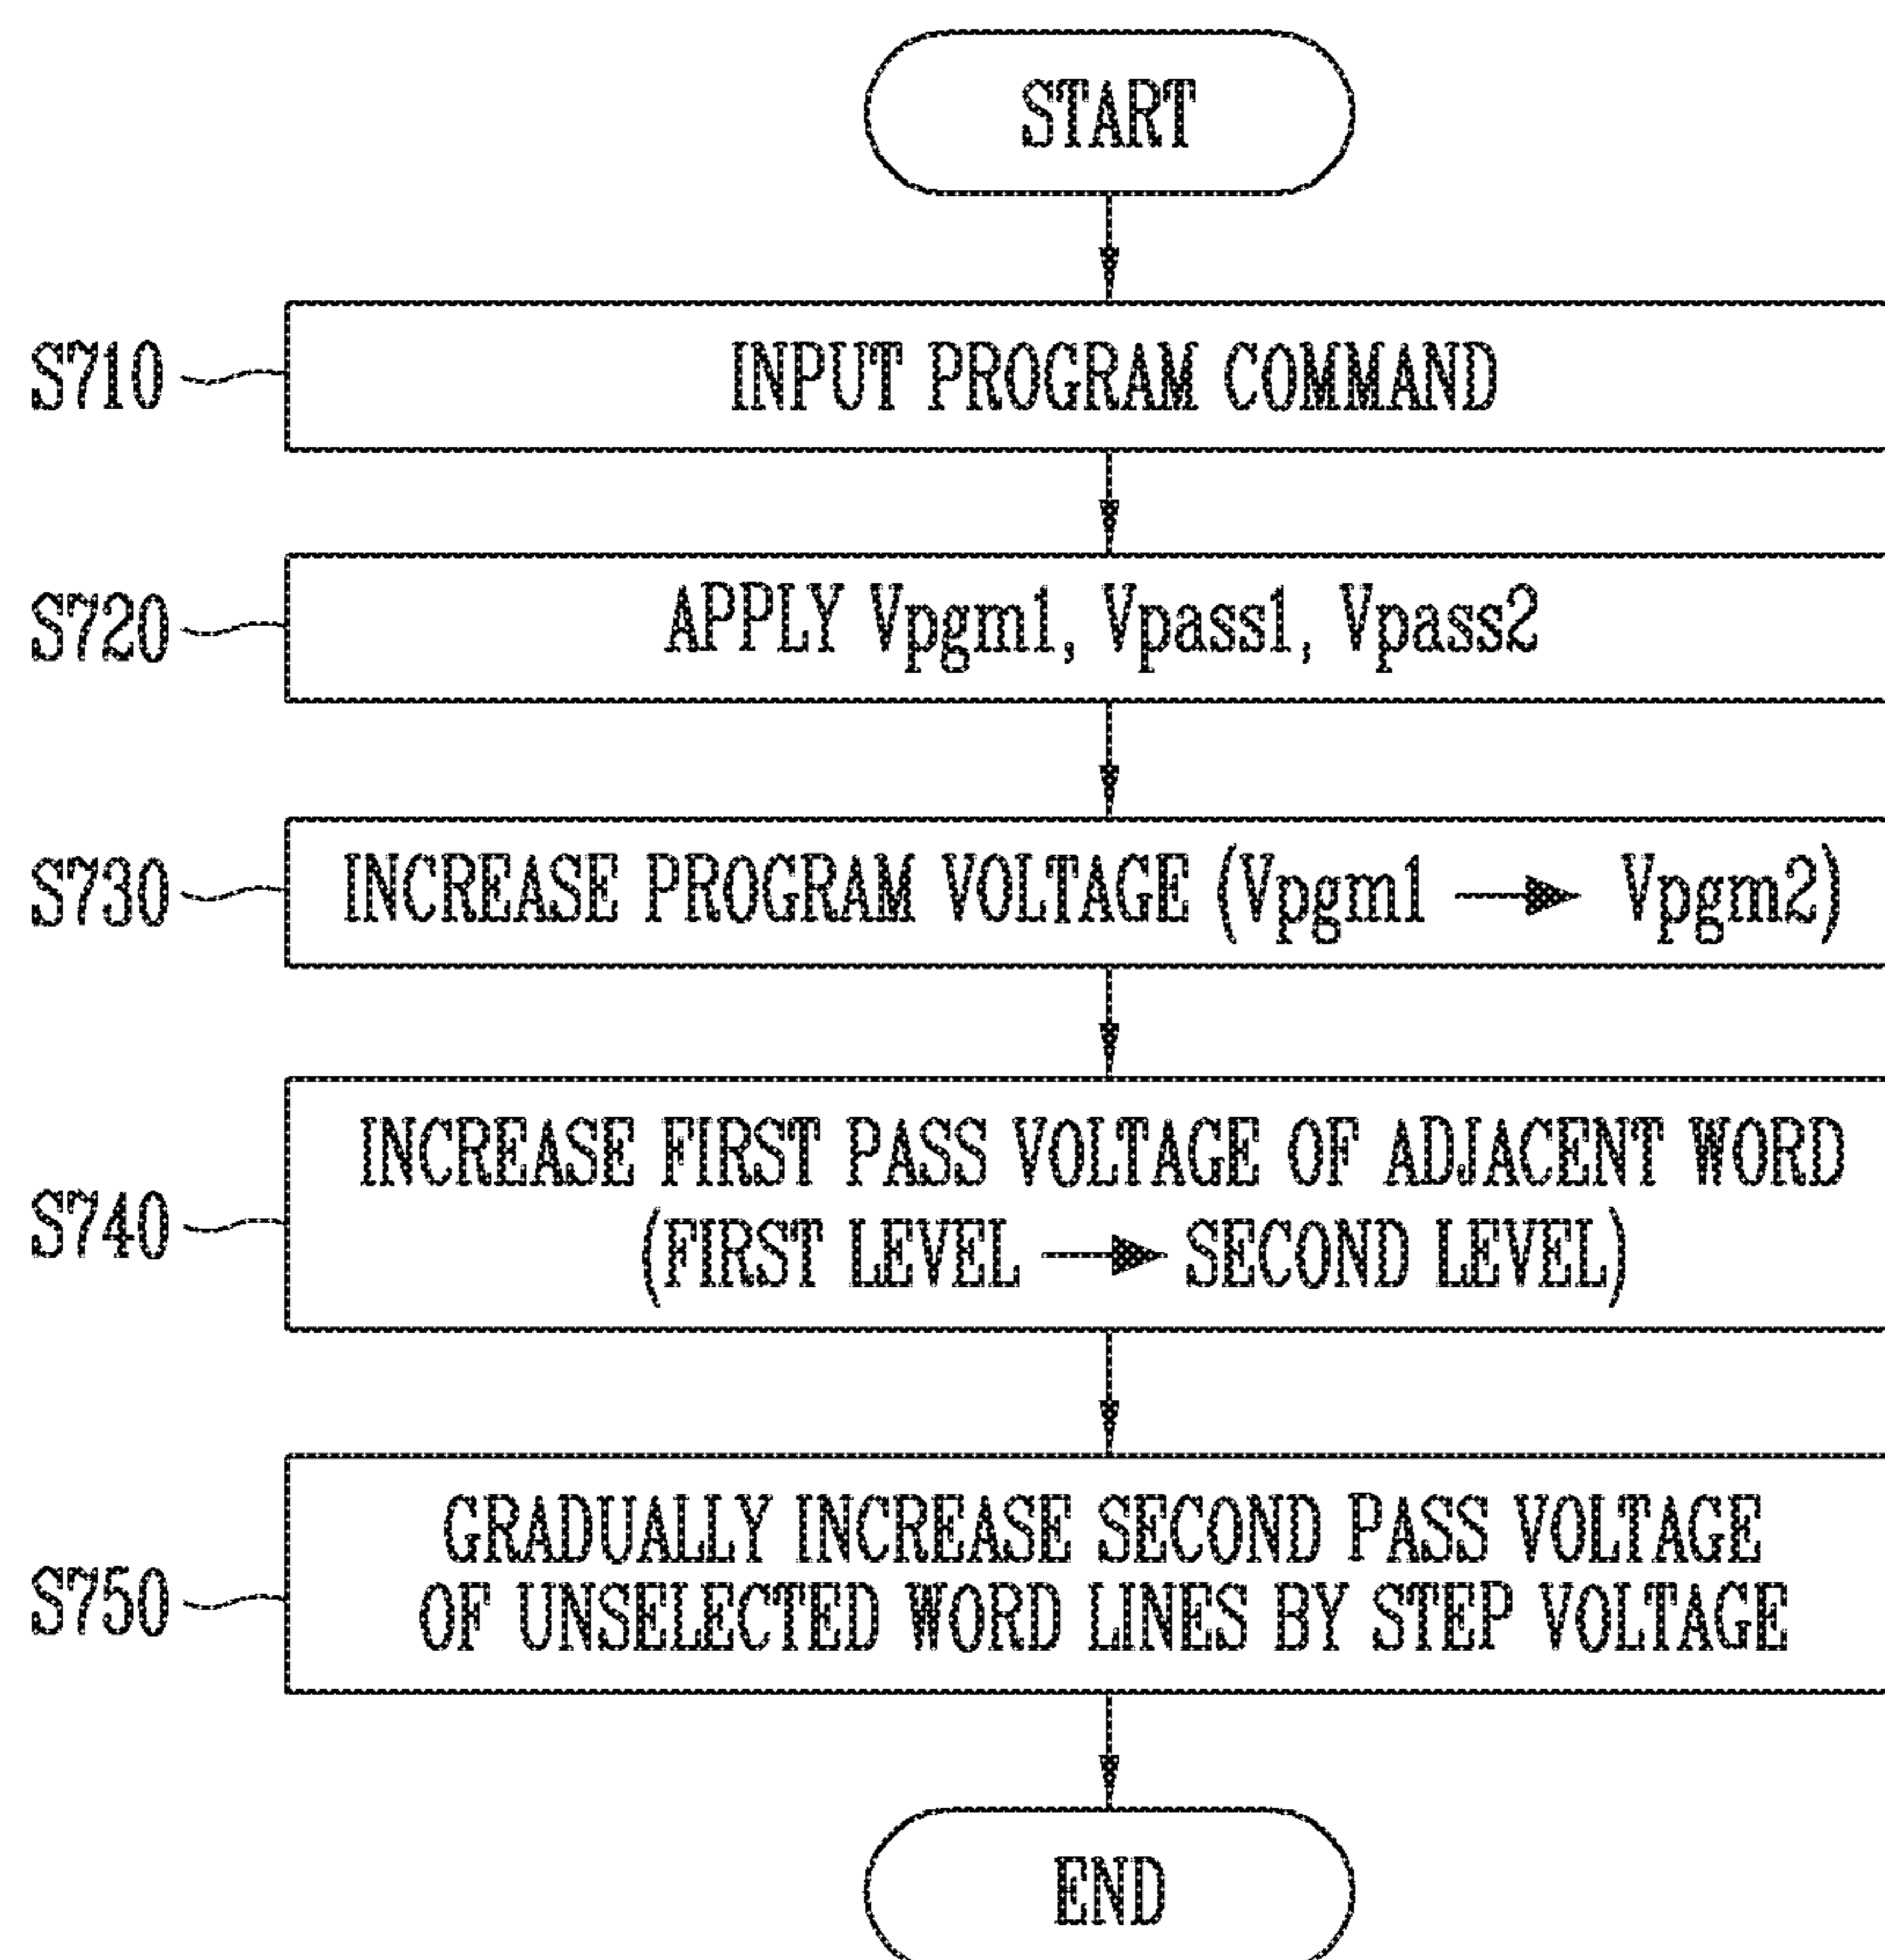 START
S710
INPUT PROGRAM COMMAND
S720
APPLY Vpgm1, Vpass1, Vpass2
S730
INCREASE PROGRAM VOLTAGE (Vpgm1 → Vpgm2)
S740
INCREASE FIRST PASS VOLTAGE OF ADJACENT WORD
(FIRST LEVEL → SECOND LEVEL)
S750
GRADUALLY INCREASE SECOND PASS VOLTAGE
OF UNSELECTED WORD LINES BY STEP VOLTAGE
END